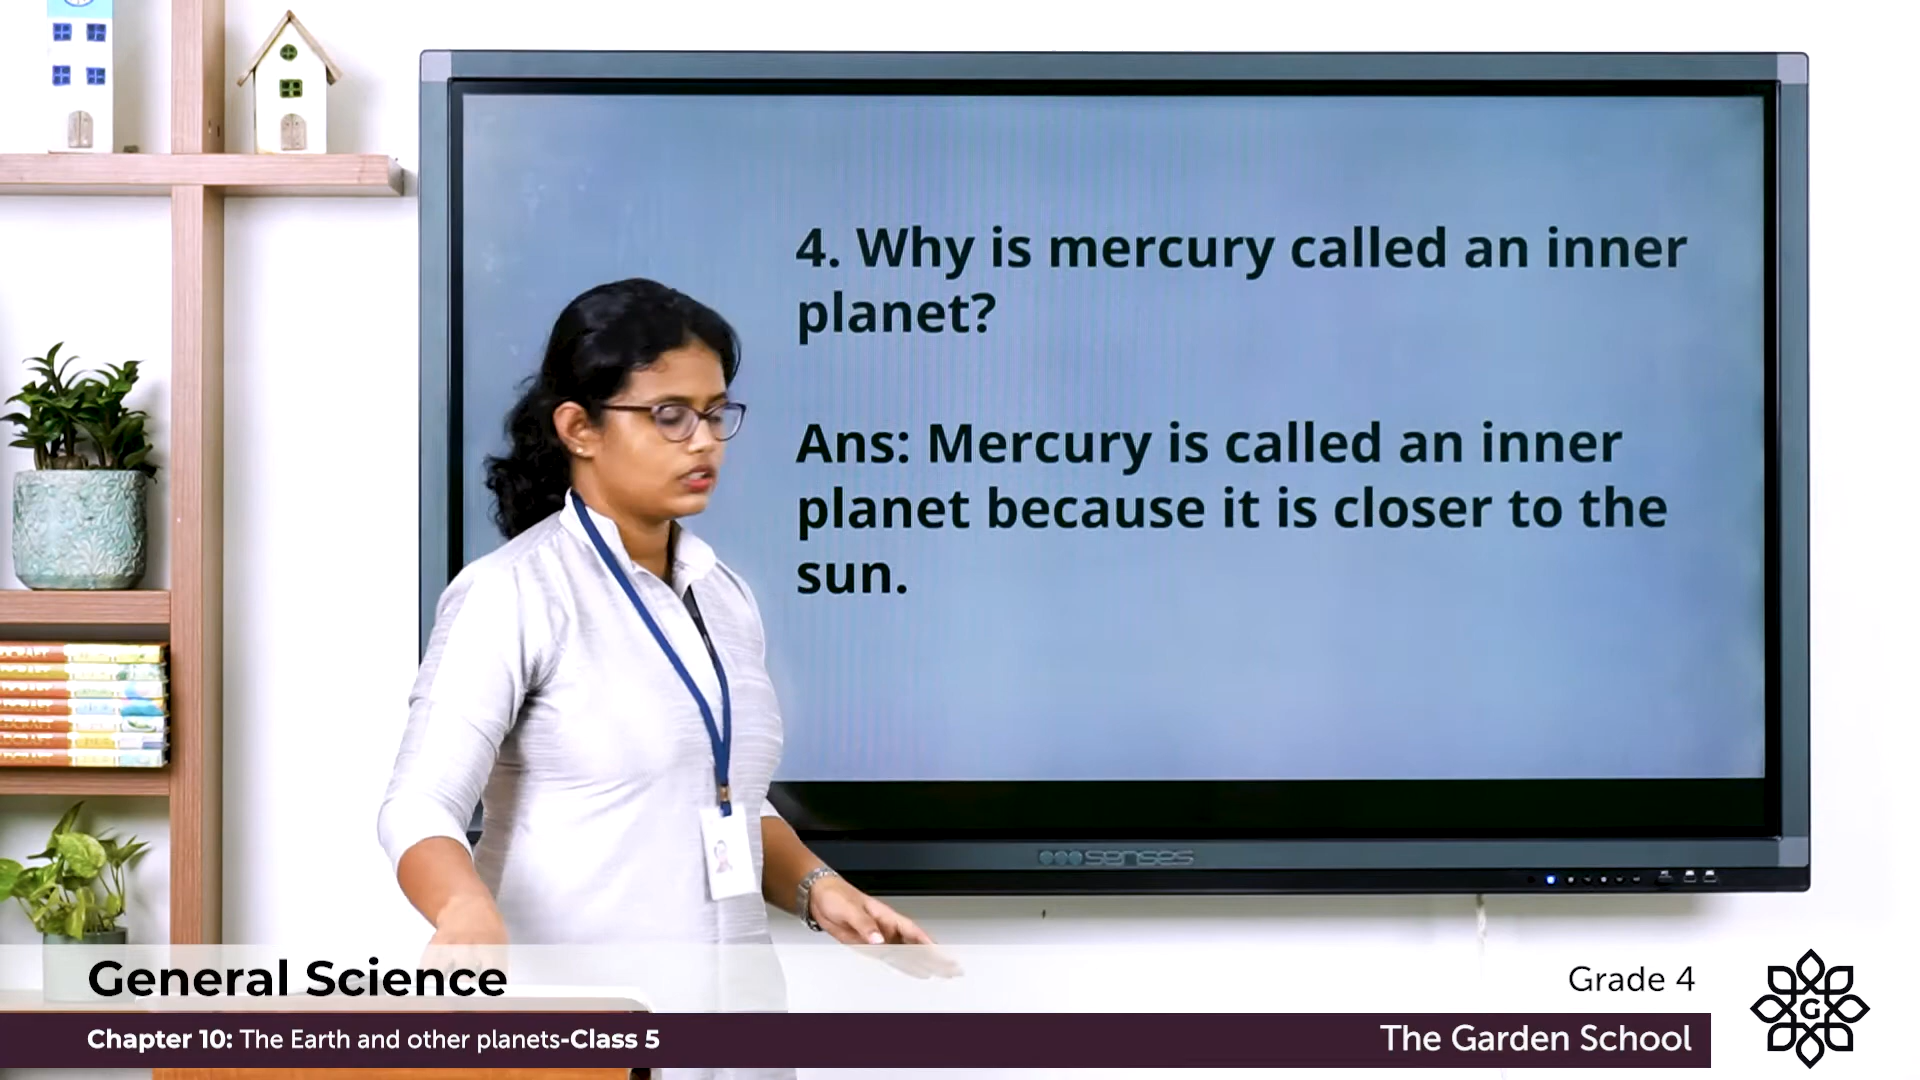 4. Why is mercury called an inner
planet?
Ans: Mercury is called an inner
planet because it is closer to the
sun.
senses
General Science
Grade 4
Chapter 10: The Earth and other planets-Class 5
The Garden School
G